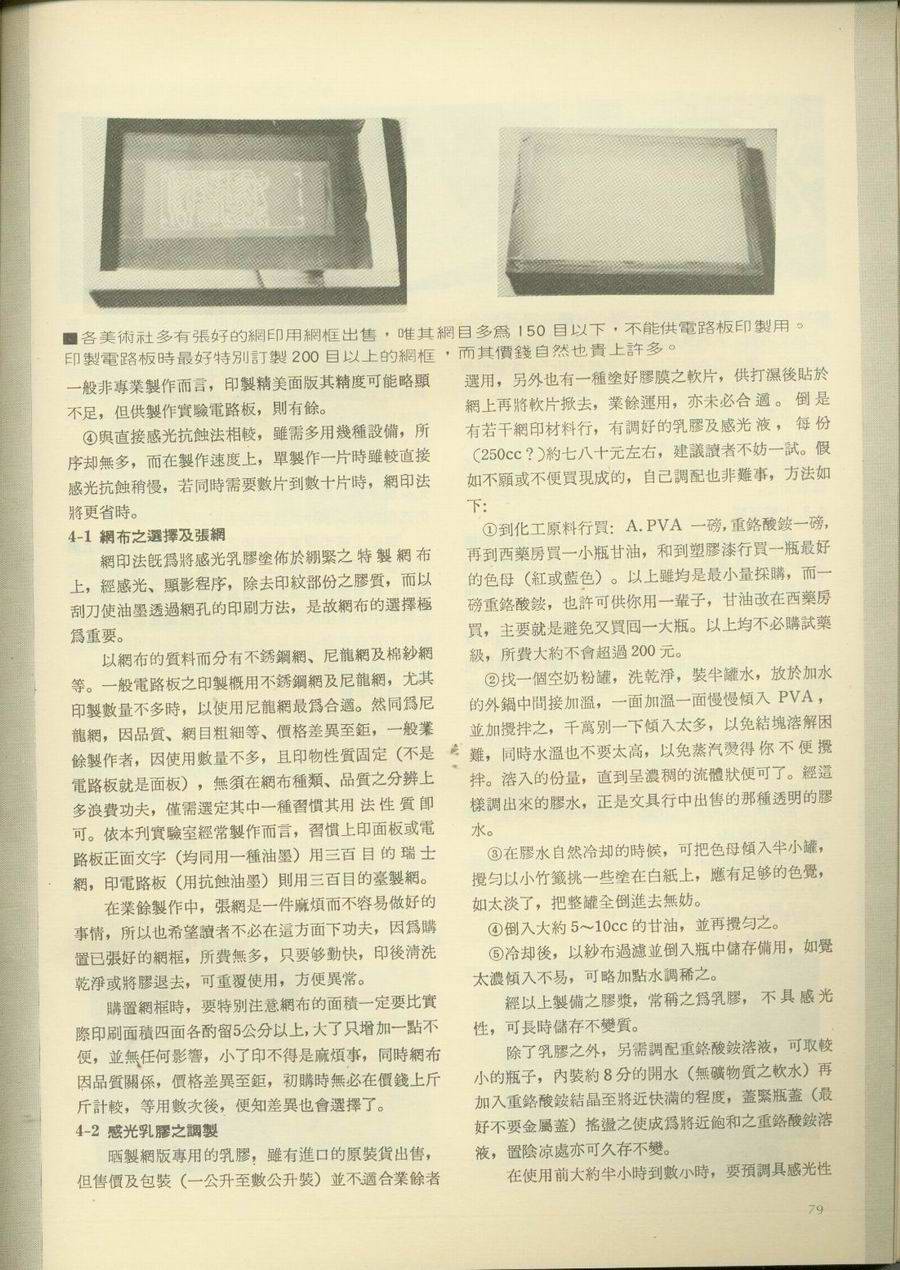 ■各美術社多有張好的網印用網框出售，唯其網目多爲 150 目以下，不能供電路板印製用。
印製電路板時最好特別訂製 200 目以上的網框，而其價錢自然也貴上許多。
一般非專業製作而言，印製精美面版其精度可能略顯
不足，但供製作實驗電路板，則有餘。
④與直接感光抗蝕法相較，雖需多用幾種設備，所
序却無多，而在製作速度上，單製作一片時雖較直接
感光抗蝕稍慢，若同時需要數片到數十片時，網印法
將更省時。
4-1 網布之選擇及張網
網印法旣爲將感光乳膠塗佈於綳緊之特製網布
上，經感光、顯影程序，除去印紋部份之膠質，而以
刮刀使油墨透過網孔的印刷方法，是故網布的選擇極
爲重要。
以網布的質料而分有不銹鋼網、尼龍網及棉紗網
等。一般電路板之印製槪用不銹鋼網及尼龍網，尤其
印製數量不多時，以使用尼龍網最爲合適。然同爲尼
龍網，因品質、網目粗細等、價格差異至鉅，一般業
餘製作者，因使用數量不多，且印物性質固定（不是
電路板就是面板），無須在網布種類、品質之分辨上
多浪費功夫，僅需選定其中一種習慣其用法性質卽
可。依本刋實驗室經常製作而言，習慣上印面板或電
路板正面文字（均同用一種油墨）用三百目的瑞士
網，印電路板（用抗蝕油墨）則用三百目的臺製網。
在業餘製作中，張網是一件麻煩而不容易做好的
事情，所以也希望讀者不必在這方面下功夫，因爲購
置已張好的網框，所費無多，只要够勤快，印後淸洗
乾淨或將膠退去，可重覆使用，方便異常。
購置網框時，要特別注意網布的面積一定要比實
際印刷面積四面各酌留5公分以上，大了只增加一點不
便，並無任何影響，小了印不得是麻煩事，同時網布
因品質關係，價格差異至鉅，初購時無必在價錢上斤
斤計較，等用數次後，便知差異也會選擇了。
4-2 感光乳膠之調製
晒製網版專用的乳膠，雖有進口的原裝貨出售，
但售價及包裝（一公升至數公升裝）並不適合業餘者
選用，另外也有一種塗好膠膜之軟片，供打濕後貼於
網上再將軟片掀去，業餘運用，亦未必合適。倒是
有若干網印材料行，有調好的乳膠及感光液，每份
（250cc？）約七八十元左右，建議讀者不妨一試。假
如不願或不便買現成的，自己調配也非難事，方法如
下：
①到化工原料行買：A. PVA 一磅，重鉻酸銨一磅，
再到西藥房買一小瓶甘油，和到塑膠漆行買一瓶最好
的色母（紅或藍色）。以上雖均是最小量採購，而一
磅重鉻酸銨，也許可供你用一輩子，甘油改在西藥房
買，主要就是避免又買囘一大瓶。以上均不必購試藥
級，所費大約不會超過 200 元。
②找一個空奶粉罐，洗乾淨，裝半罐水，放於加水
的外鍋中間接加溫，一面加溫一面慢慢傾入 PVA，
並加攪拌之，千萬別一下傾入太多，以免結塊溶解困
難，同時水溫也不要太高，以免蒸汽燙得你不便攪
拌。溶入的份量，直到呈濃稠的流體狀便可了。經這
樣調出來的膠水，正是文具行中出售的那種透明的膠
水。
③在膠水自然冷却的時候，可把色母傾入半小罐，
攪勻以小竹籤挑一些塗在白紙上，應有足够的色覺，
如太淡了，把整罐全倒進去無妨。
④倒入大約 5～10cc 的甘油，並再攪勻之。
⑤冷却後，以紗布過濾並倒入瓶中儲存備用，如覺
太濃傾入不易，可略加點水調稀之。
經以上製備之膠漿，常稱之爲乳膠，不具感光
性，可長時儲存不變質。
除了乳膠之外，另需調配重鉻酸銨溶液，可取較
小的瓶子，內裝約 8 分的開水（無礦物質之軟水）再
加入重鉻酸銨結晶至將近快滿的程度，蓋緊瓶蓋（最
好不要金屬蓋）搖盪之使成爲將近飽和之重鉻酸銨溶
液，置陰凉處亦可久存不變。
在使用前大約半小時到數小時，要預調具感光性
79